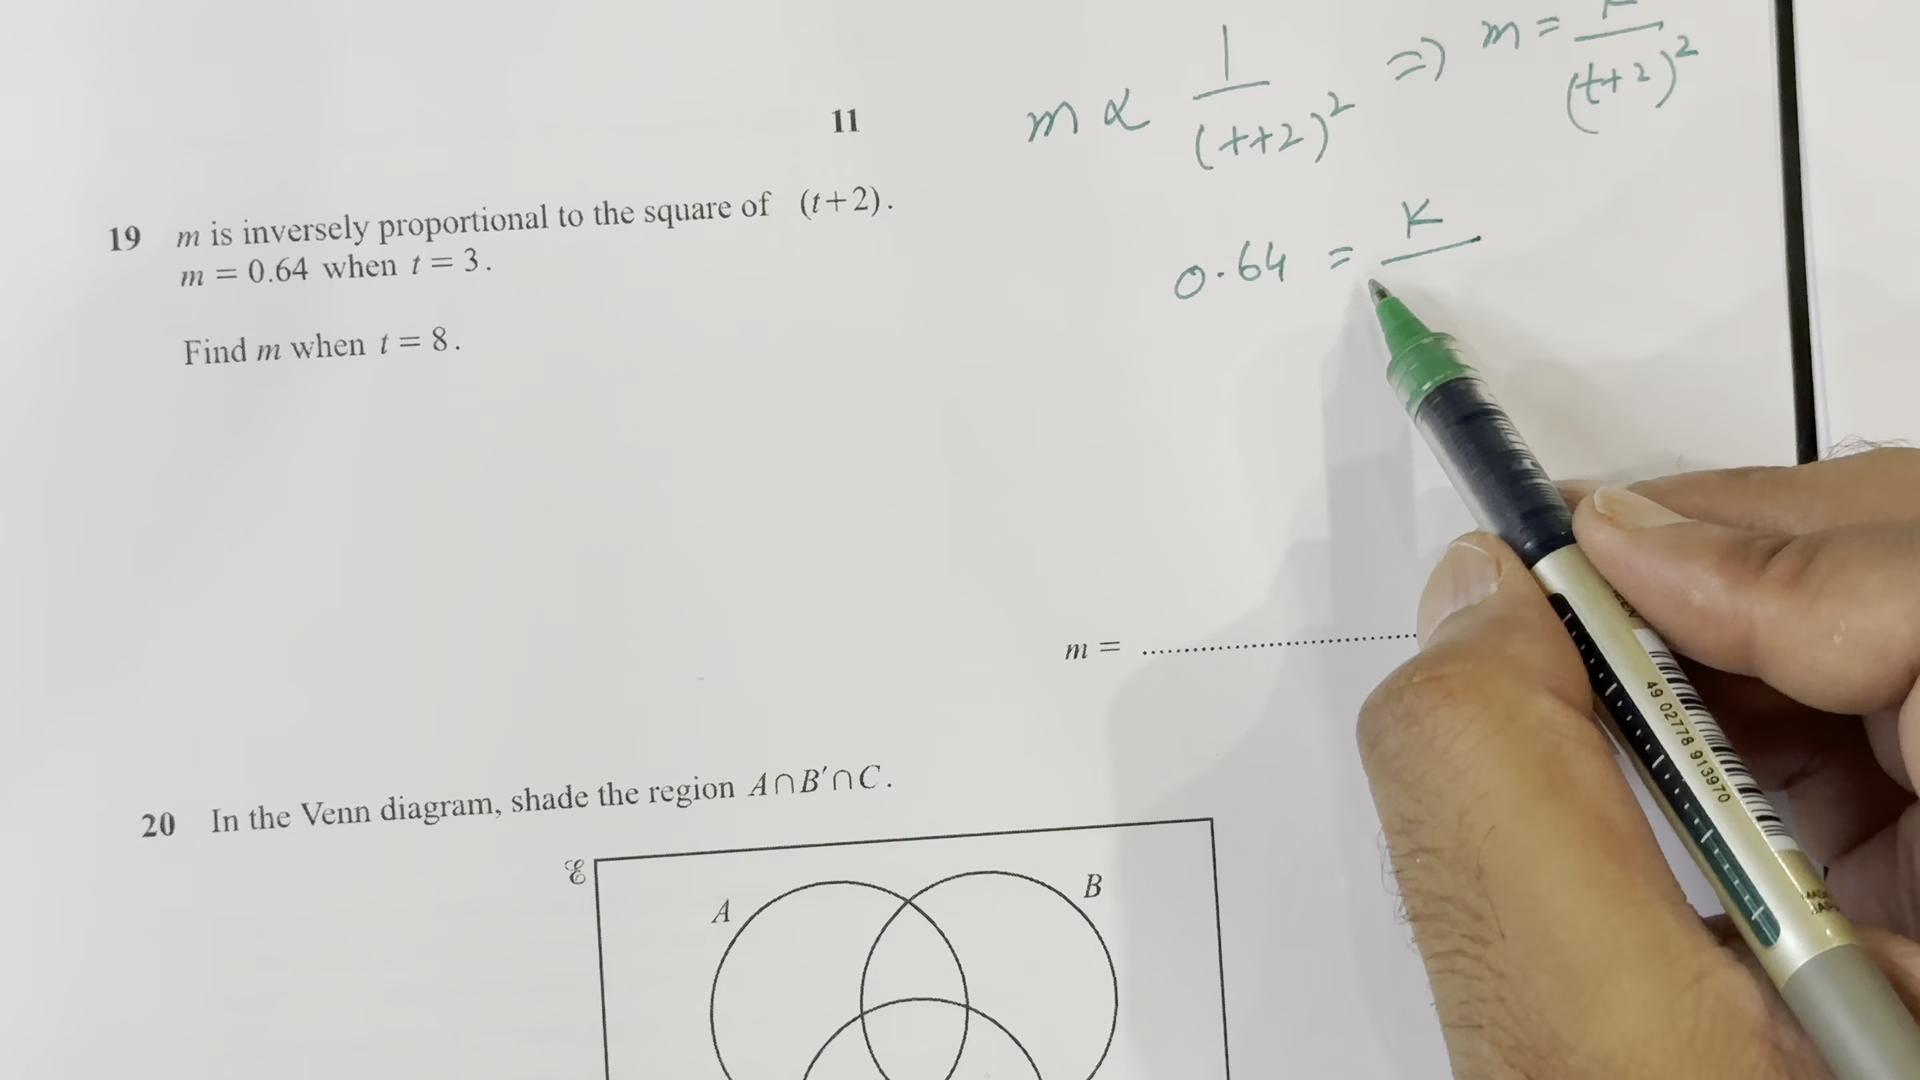 11
m ∝ 1/(t+2)² => m = K/(t+2)²
19 m is inversely proportional to the square of (t+2).
m = 0.64 when t = 3.
0.64 = K
Find m when t = 8.
m = ..............................
20 In the Venn diagram, shade the region A∩B′∩C.
ℰ
A
B
49 02778 913970